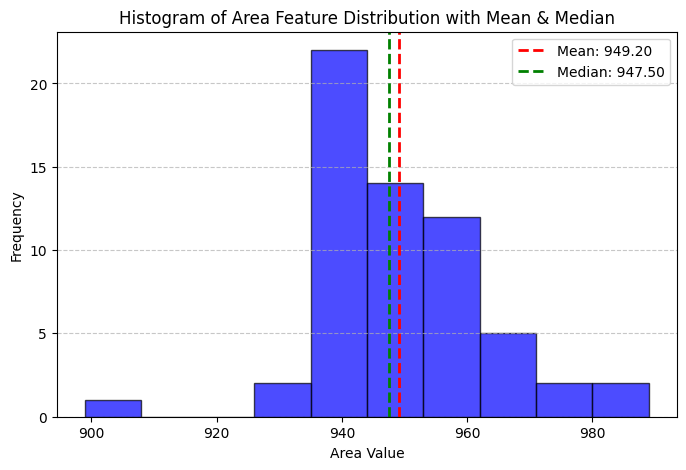 Histogram of Area Feature Distribution with Mean & Median
Mean: 949.20
Median: 947.50
Frequency
20
15
10
5
0
900 920 940 960 980
Area Value